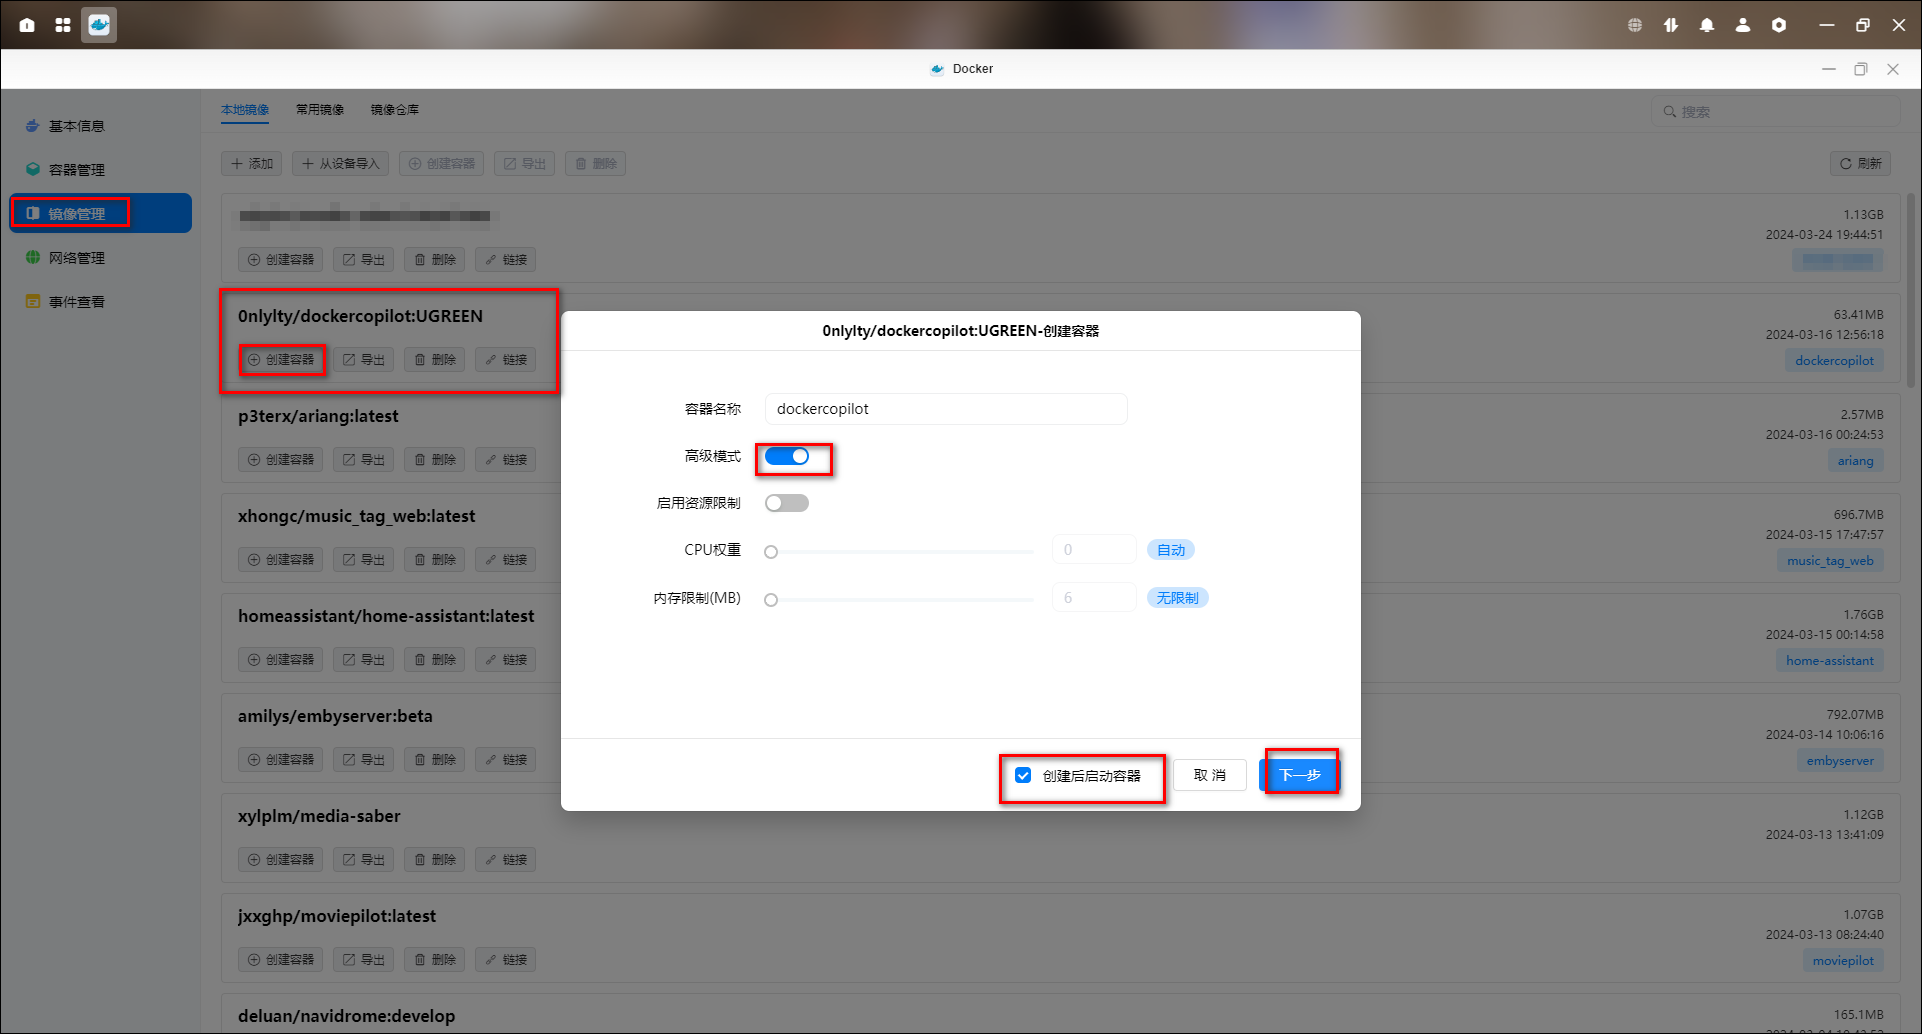 Docker
本地镜像 常用镜像 镜像仓库
搜索
基本信息
容器管理
镜像管理
网络管理
事件查看
添加 从设备导入 创建容器 导出 删除
刷新
1.13GB
2024-03-24 19:44:51
创建容器 导出 删除 链接
0nlylty/dockercopilot:UGREEN
63.41MB
2024-03-16 12:56:18
创建容器 导出 删除 链接
dockercopilot
p3terx/ariang:latest
2.57MB
2024-03-16 00:24:53
创建容器 导出 删除 链接
ariang
xhongc/music_tag_web:latest
696.7MB
2024-03-15 17:47:57
创建容器 导出 删除 链接
music_tag_web
homeassistant/home-assistant:latest
1.76GB
2024-03-15 00:14:58
创建容器 导出 删除 链接
home-assistant
amilys/embyserver:beta
792.07MB
2024-03-14 10:06:16
创建容器 导出 删除 链接
embyserver
xylplm/media-saber
1.12GB
2024-03-13 13:41:09
创建容器 导出 删除 链接
jxxghp/moviepilot:latest
1.07GB
2024-03-13 08:24:40
创建容器 导出 删除 链接
moviepilot
deluan/navidrome:develop
165.1MB
0nlylty/dockercopilot:UGREEN-创建容器
容器名称 dockercopilot
高级模式
启用资源限制
CPU权重 0 自动
内存限制(MB) 6 无限制
创建后启动容器 取消 下一步